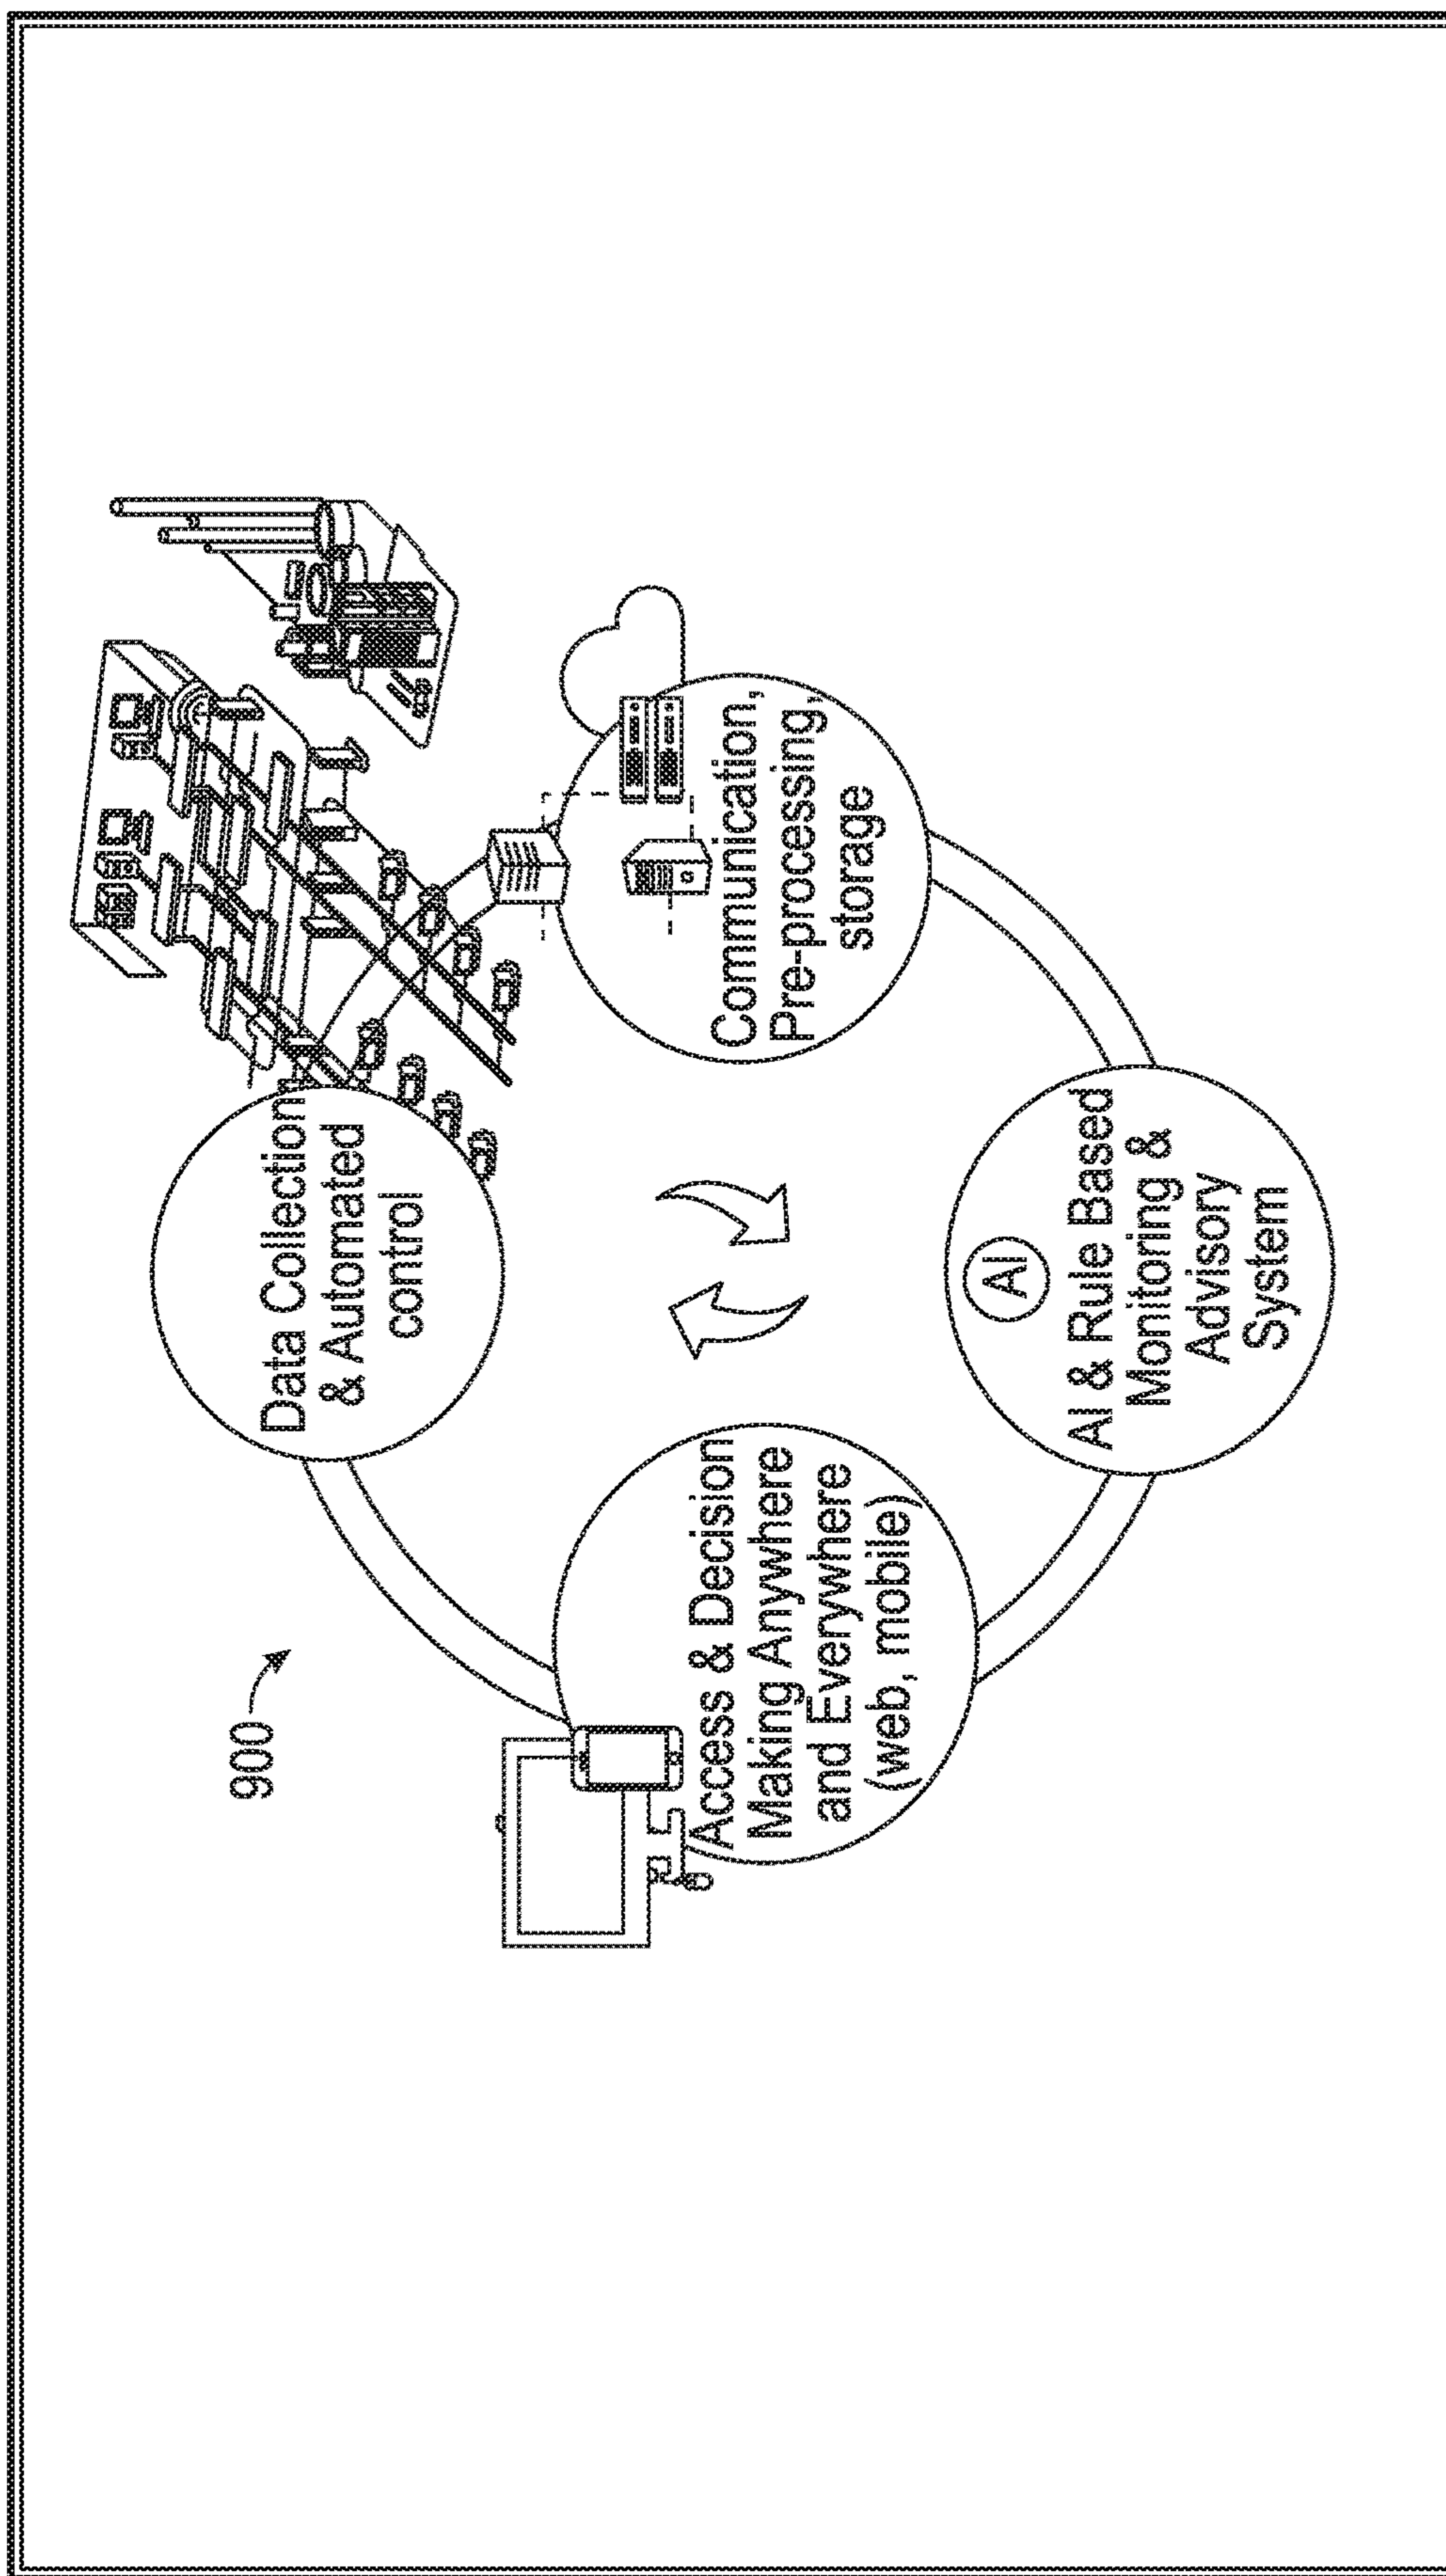 900
Data Collection
& Automated
control
Communication,
Pre-processing,
storage
AI
AI & Rule Based
Monitoring &
Advisory
System
Access & Decision
Making Anywhere
and Everywhere
(web, mobile)